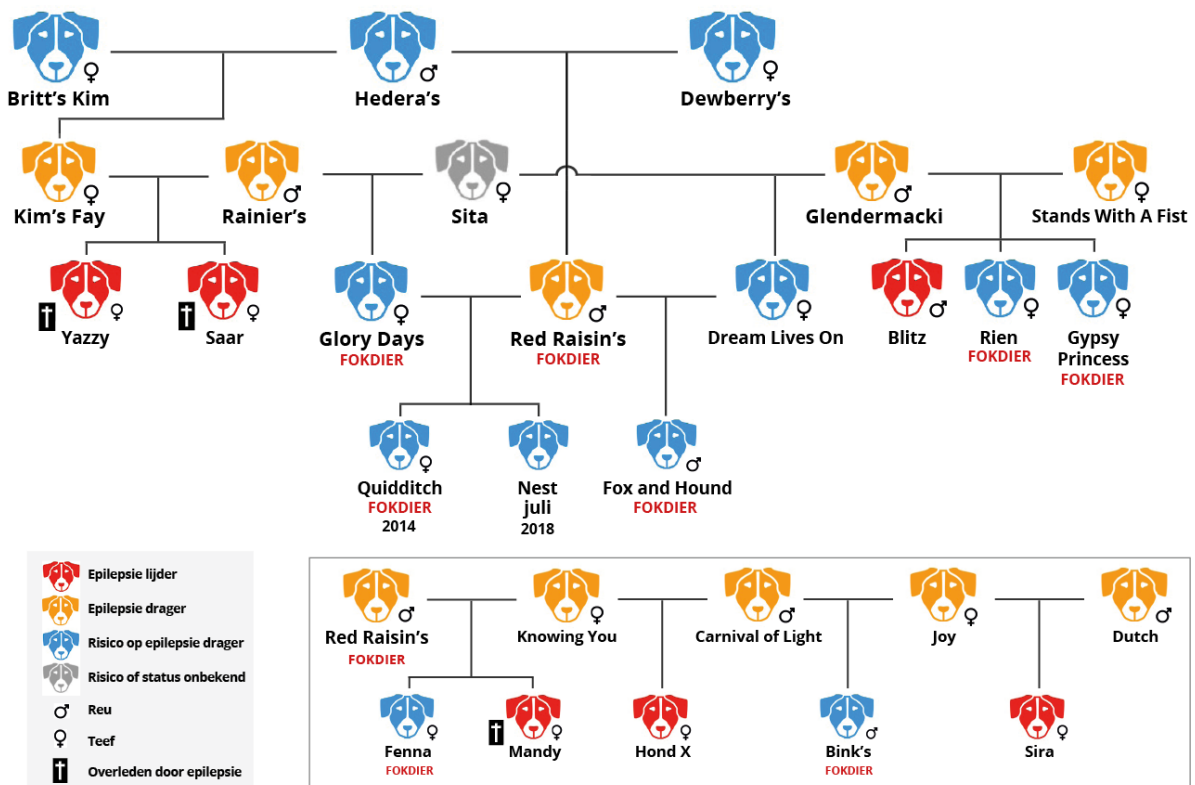 Britt's Kim
Hedera's
Dewberry's
Kim's Fay
Rainier's
Sita
Glendermacki
Stands With A Fist
Yazzy
Saar
Glory Days
FOKDIER
Red Raisin's
FOKDIER
Dream Lives On
Blitz
Rien
FOKDIER
Gypsy
Princess
FOKDIER
Quidditch
FOKDIER
2014
Nest
juli
2018
Fox and Hound
FOKDIER
Epilepsie lijder
Epilepsie drager
Risico op epilepsie drager
Risico of status onbekend
♂ Reu
♀ Teef
Overleden door epilepsie
Red Raisin's
FOKDIER
Knowing You
Carnival of Light
Joy
Dutch
Fenna
FOKDIER
Mandy
Hond X
Bink's
FOKDIER
Sira